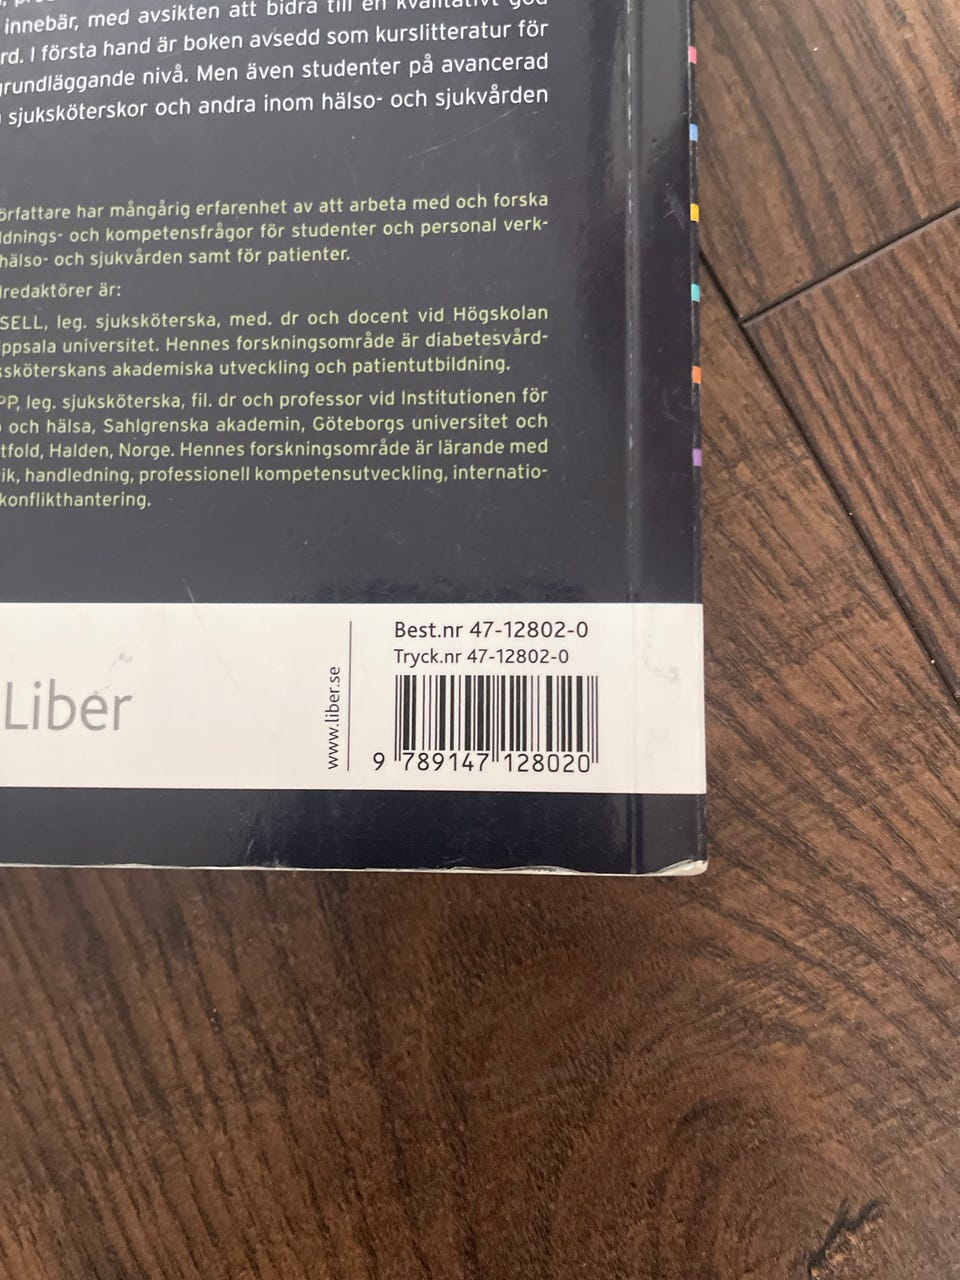 innebär, med avsikten att bidra till en kvalitativt god
rd. I första hand är boken avsedd som kurslitteratur för
grundläggande nivå. Men även studenter på avancerad
sjuksköterskor och andra inom hälso- och sjukvården
örfattare har mångårig erfarenhet av att arbeta med och forska
ldnings- och kompetensfrågor för studenter och personal verk-
hälso- och sjukvården samt för patienter.
dredaktörer är:
SELL, leg. sjuksköterska, med. dr och docent vid Högskolan
ppsala universitet. Hennes forskningsområde är diabetesvård-
ksköterskans akademiska utveckling och patientutbildning.
PP, leg. sjuksköterska, fil. dr och professor vid Institutionen för
och hälsa, Sahlgrenska akademin, Göteborgs universitet och
tfold, Halden, Norge. Hennes forskningsområde är lärande med
ik, handledning, professionell kompetensutveckling, internatio-
konflikthantering.
Liber
www.liber.se
Best.nr 47-12802-0
Tryck.nr 47-12802-0
9 789147 128020